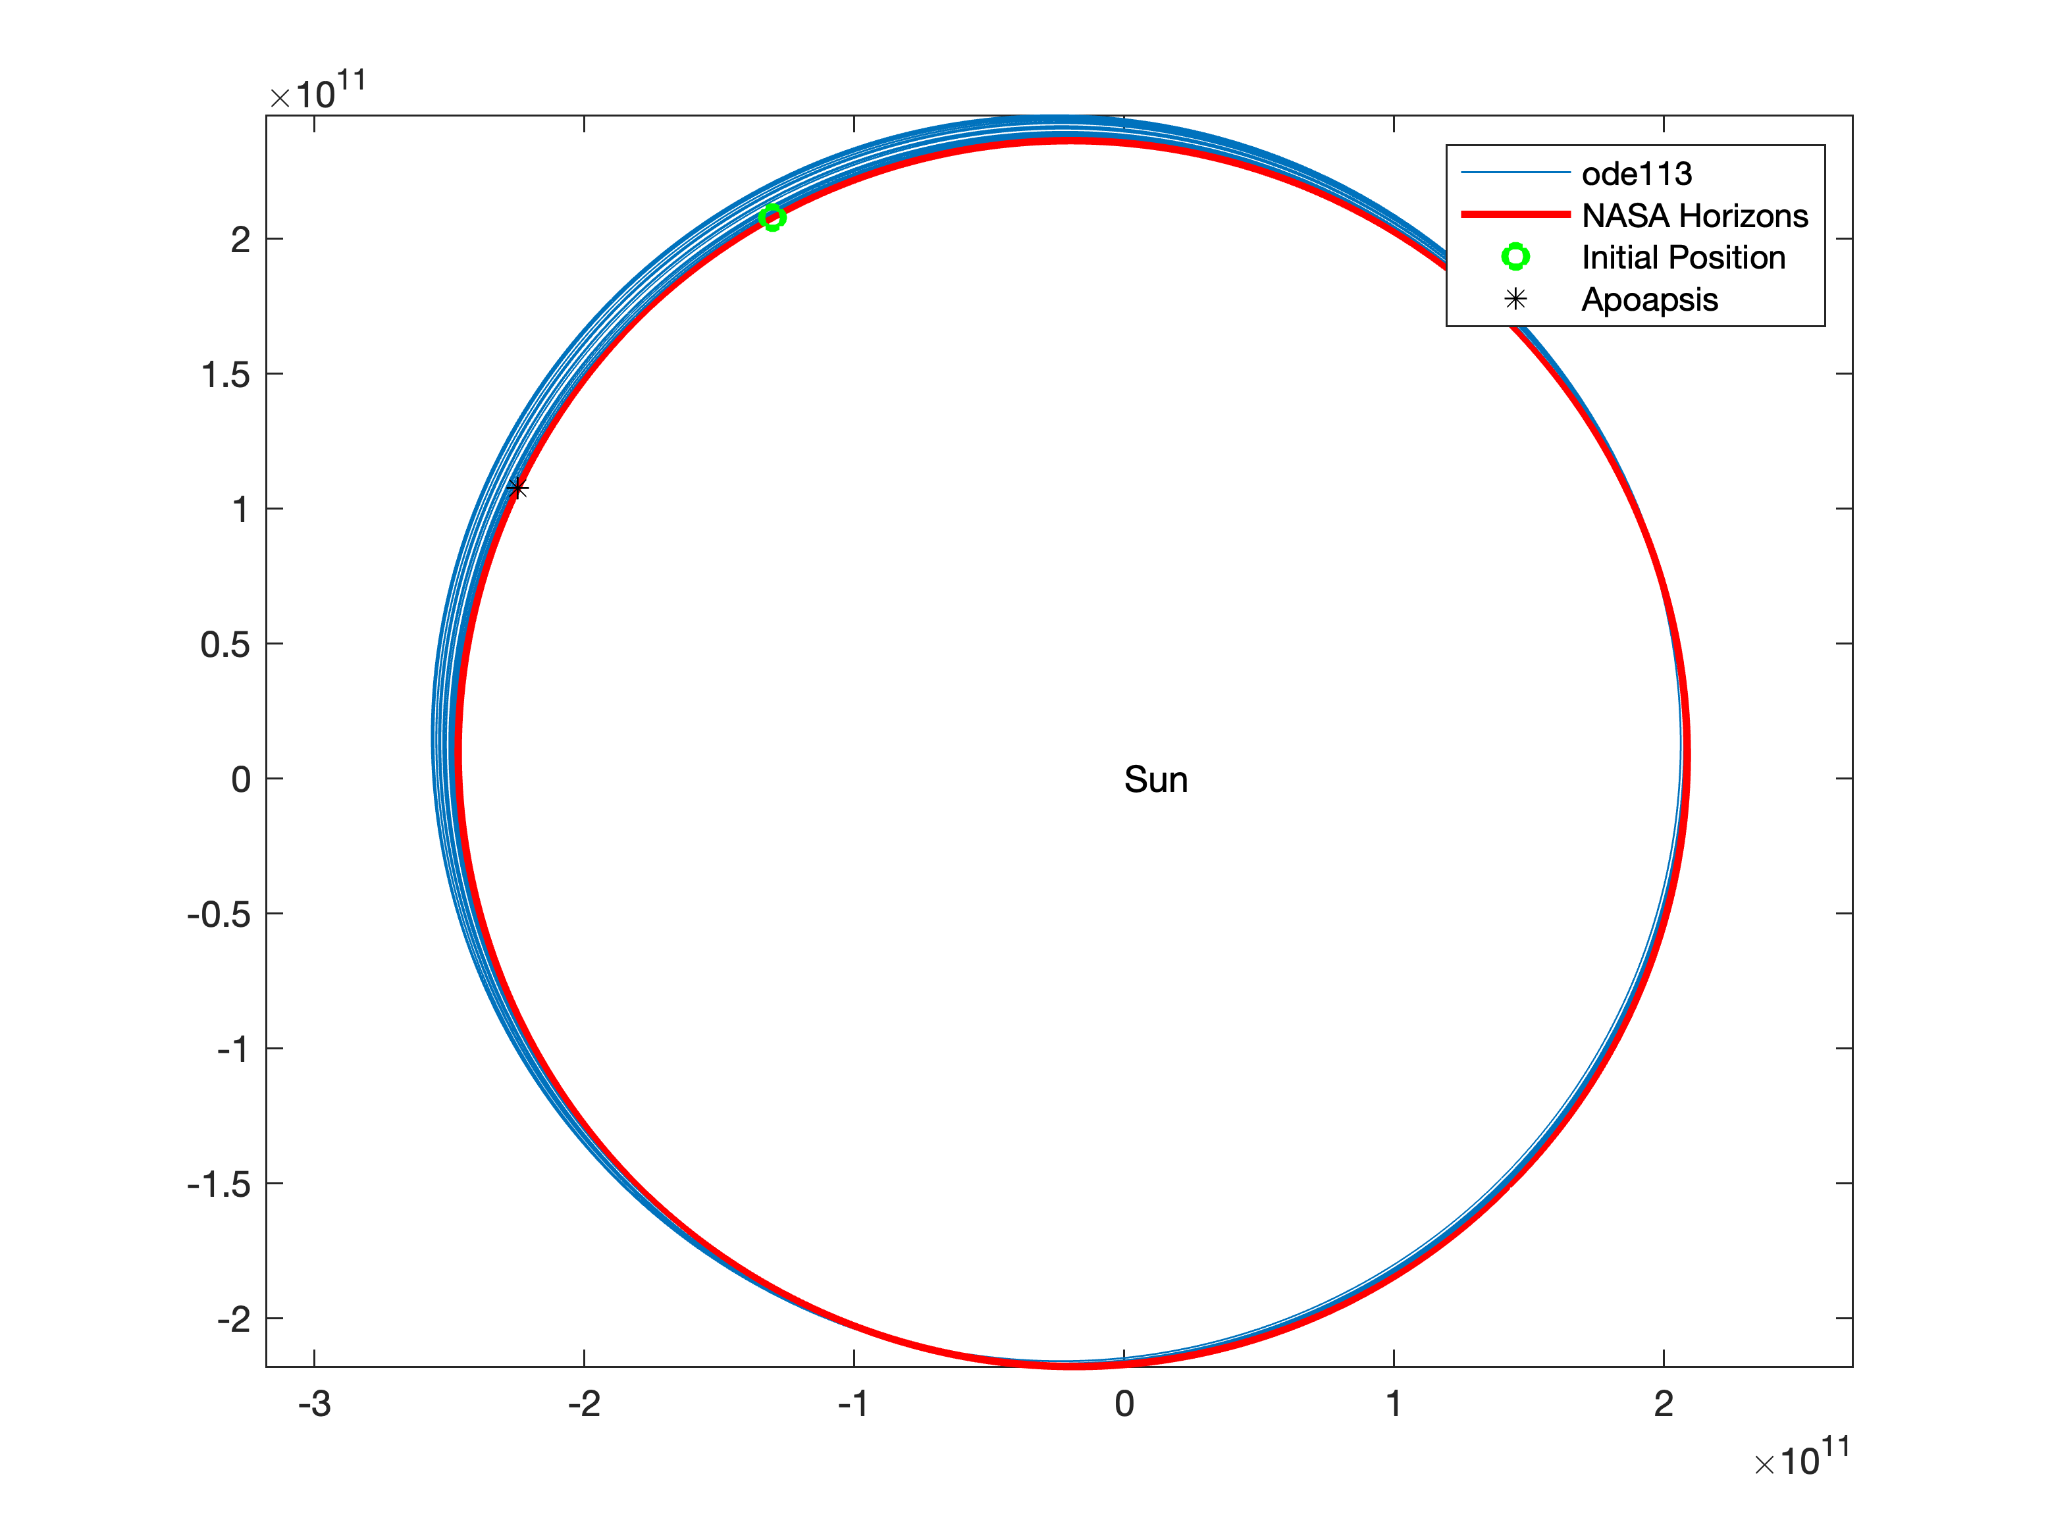 ×10^11
ode113
NASA Horizons
Initial Position
Apoapsis
2
1.5
1
0.5
0
Sun
-0.5
-1
-1.5
-2
-3 -2 -1 0 1 2
×10^11